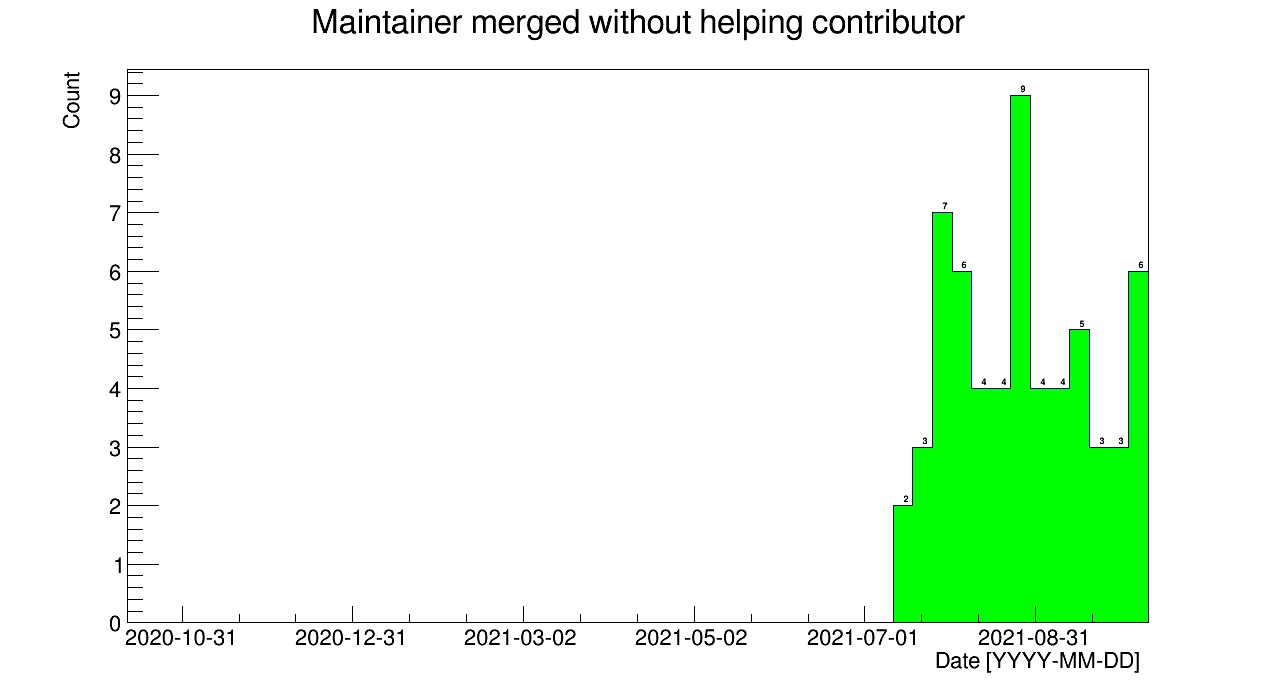 Maintainer merged without helping contributor
Count
9
8
7
6
5
4
3
2
1
0
2 3 7 6 4 4 9 4 4 5 3 3 6
2020-10-31 2020-12-31 2021-03-02 2021-05-02 2021-07-01 2021-08-31
Date [YYYY-MM-DD]